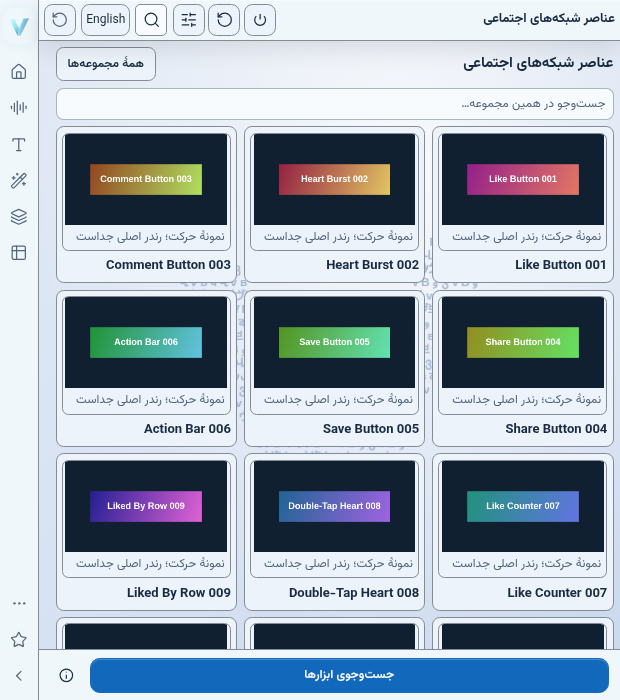 English
عناصر شبکه‌های اجتماعی
عناصر شبکه‌های اجتماعی
همهٔ مجموعه‌ها
جست‌وجو در همین مجموعه…
Like Button 001
نمونهٔ حرکت؛ رندر اصلی جداست
Like Button 001
Heart Burst 002
نمونهٔ حرکت؛ رندر اصلی جداست
Heart Burst 002
Comment Button 003
نمونهٔ حرکت؛ رندر اصلی جداست
Comment Button 003
Share Button 004
نمونهٔ حرکت؛ رندر اصلی جداست
Share Button 004
Save Button 005
نمونهٔ حرکت؛ رندر اصلی جداست
Save Button 005
Action Bar 006
نمونهٔ حرکت؛ رندر اصلی جداست
Action Bar 006
Like Counter 007
نمونهٔ حرکت؛ رندر اصلی جداست
Like Counter 007
Double-Tap Heart 008
نمونهٔ حرکت؛ رندر اصلی جداست
Double-Tap Heart 008
Liked By Row 009
نمونهٔ حرکت؛ رندر اصلی جداست
Liked By Row 009
جست‌وجوی ابزارها